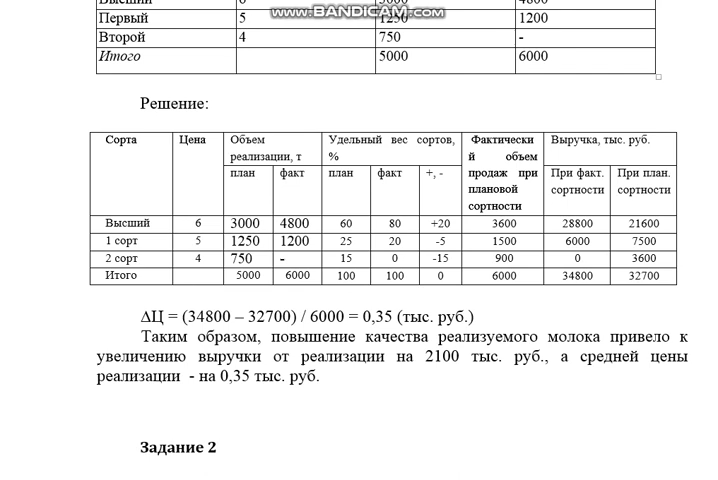 Высший 6 3000 4800
www.BANDICAM.com
Первый 5 1250 1200
Второй 4 750 -
Итого 5000 6000
Решение:
Сорта Цена Объем реализации, т Удельный вес сортов, % Фактический объем продаж при плановой сортности Выручка, тыс. руб.
план факт план факт +, - При факт. сортности При план. сортности
Высший 6 3000 4800 60 80 +20 3600 28800 21600
1 сорт 5 1250 1200 25 20 -5 1500 6000 7500
2 сорт 4 750 - 15 0 -15 900 0 3600
Итого 5000 6000 100 100 0 6000 34800 32700
ΔЦ = (34800 – 32700) / 6000 = 0,35 (тыс. руб.)
Таким образом, повышение качества реализуемого молока привело к
увеличению выручки от реализации на 2100 тыс. руб., а средней цены
реализации - на 0,35 тыс. руб.
Задание 2